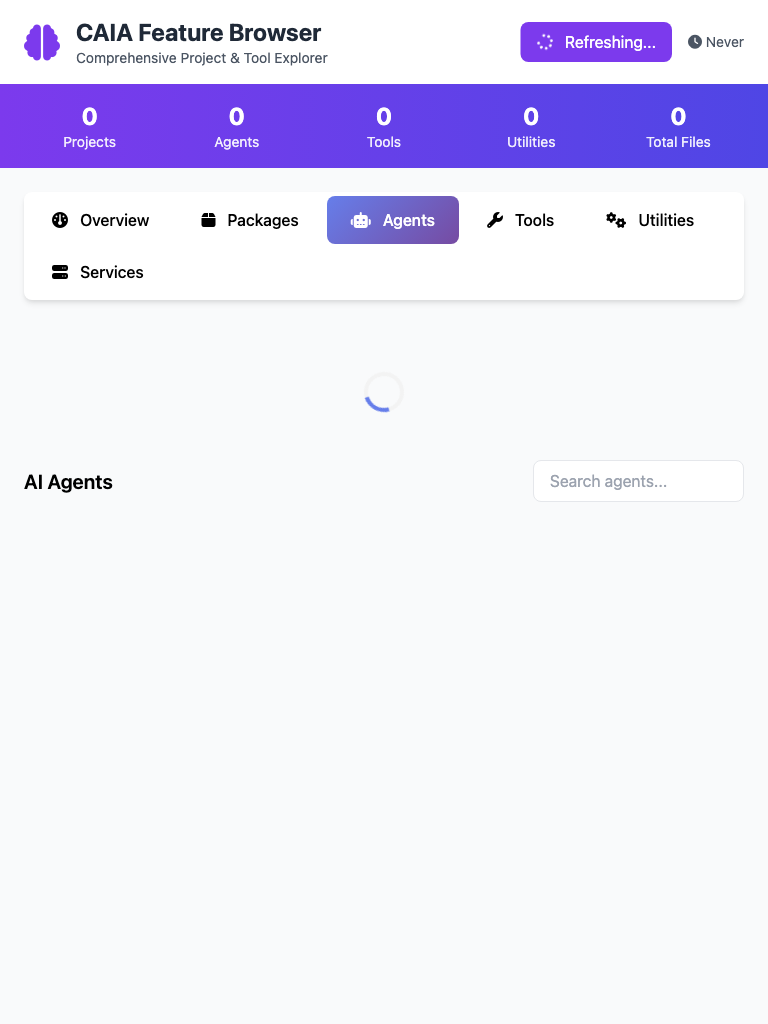 CAIA Feature Browser
Comprehensive Project & Tool Explorer
Refreshing...
Never
0
Projects
0
Agents
0
Tools
0
Utilities
0
Total Files
Overview
Packages
Agents
Tools
Utilities
Services
AI Agents
Search agents...